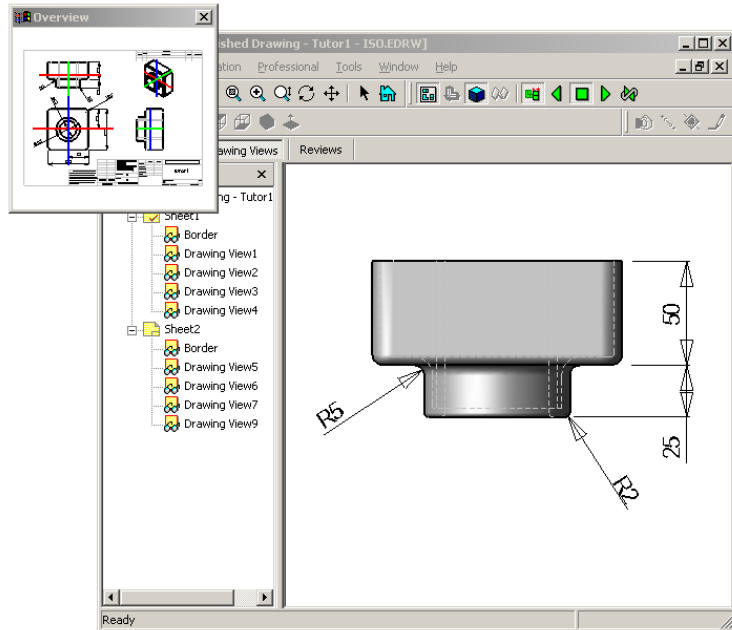 Overview
ished Drawing - Tutor1 - ISO.EDRW]
ation Professional Tools Window Help
awing Views Reviews
ng - Tutor1
Sheet1
Border
Drawing View1
Drawing View2
Drawing View3
Drawing View4
Sheet2
Border
Drawing View5
Drawing View6
Drawing View7
Drawing View9
50
R5
25
R2
Ready